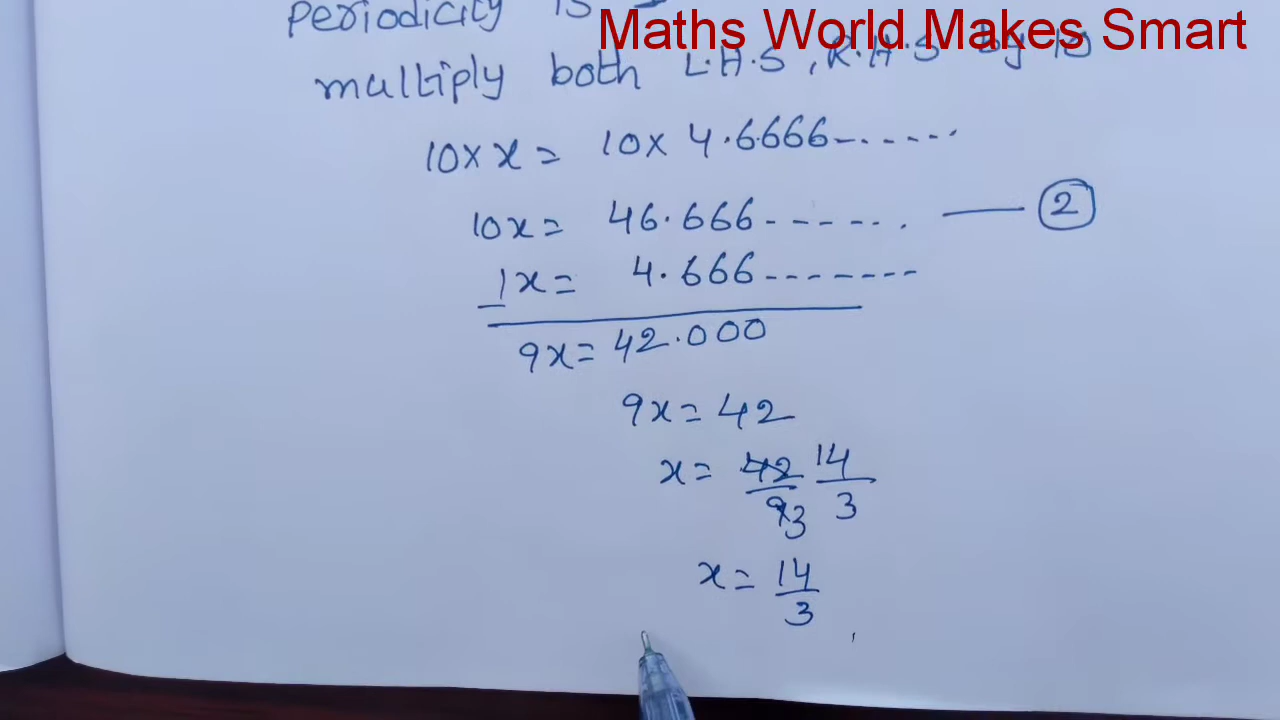 Maths World Makes Smart
Periodicity is
multiply both L.H.S, R.H.S by 10
10 x x = 10 x 4.6666-......
10x = 46.666------. — 2
1x = 4.666-------
9x = 42.000
9x = 42
x = 42/93 14/3
x = 14/3